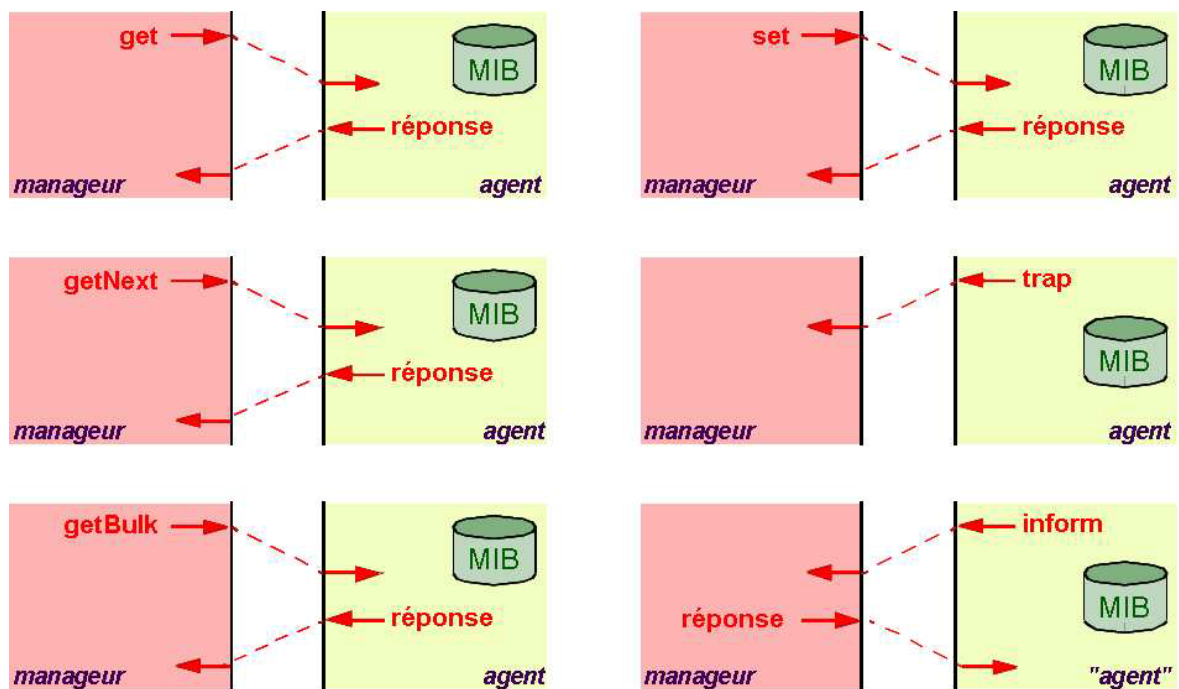 get
MIB
réponse
manageur
agent
set
MIB
réponse
manageur
agent
getNext
MIB
réponse
manageur
agent
trap
MIB
manageur
agent
getBulk
MIB
réponse
manageur
agent
inform
MIB
réponse
manageur
"agent"